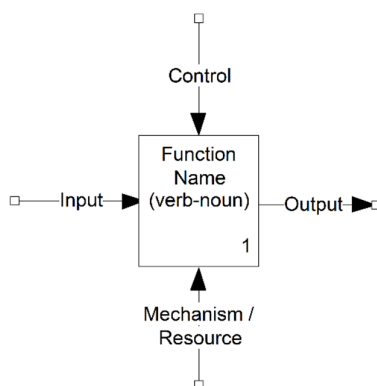 Control
Function
Name
(verb-noun)
Input
Output
1
Mechanism /
Resource